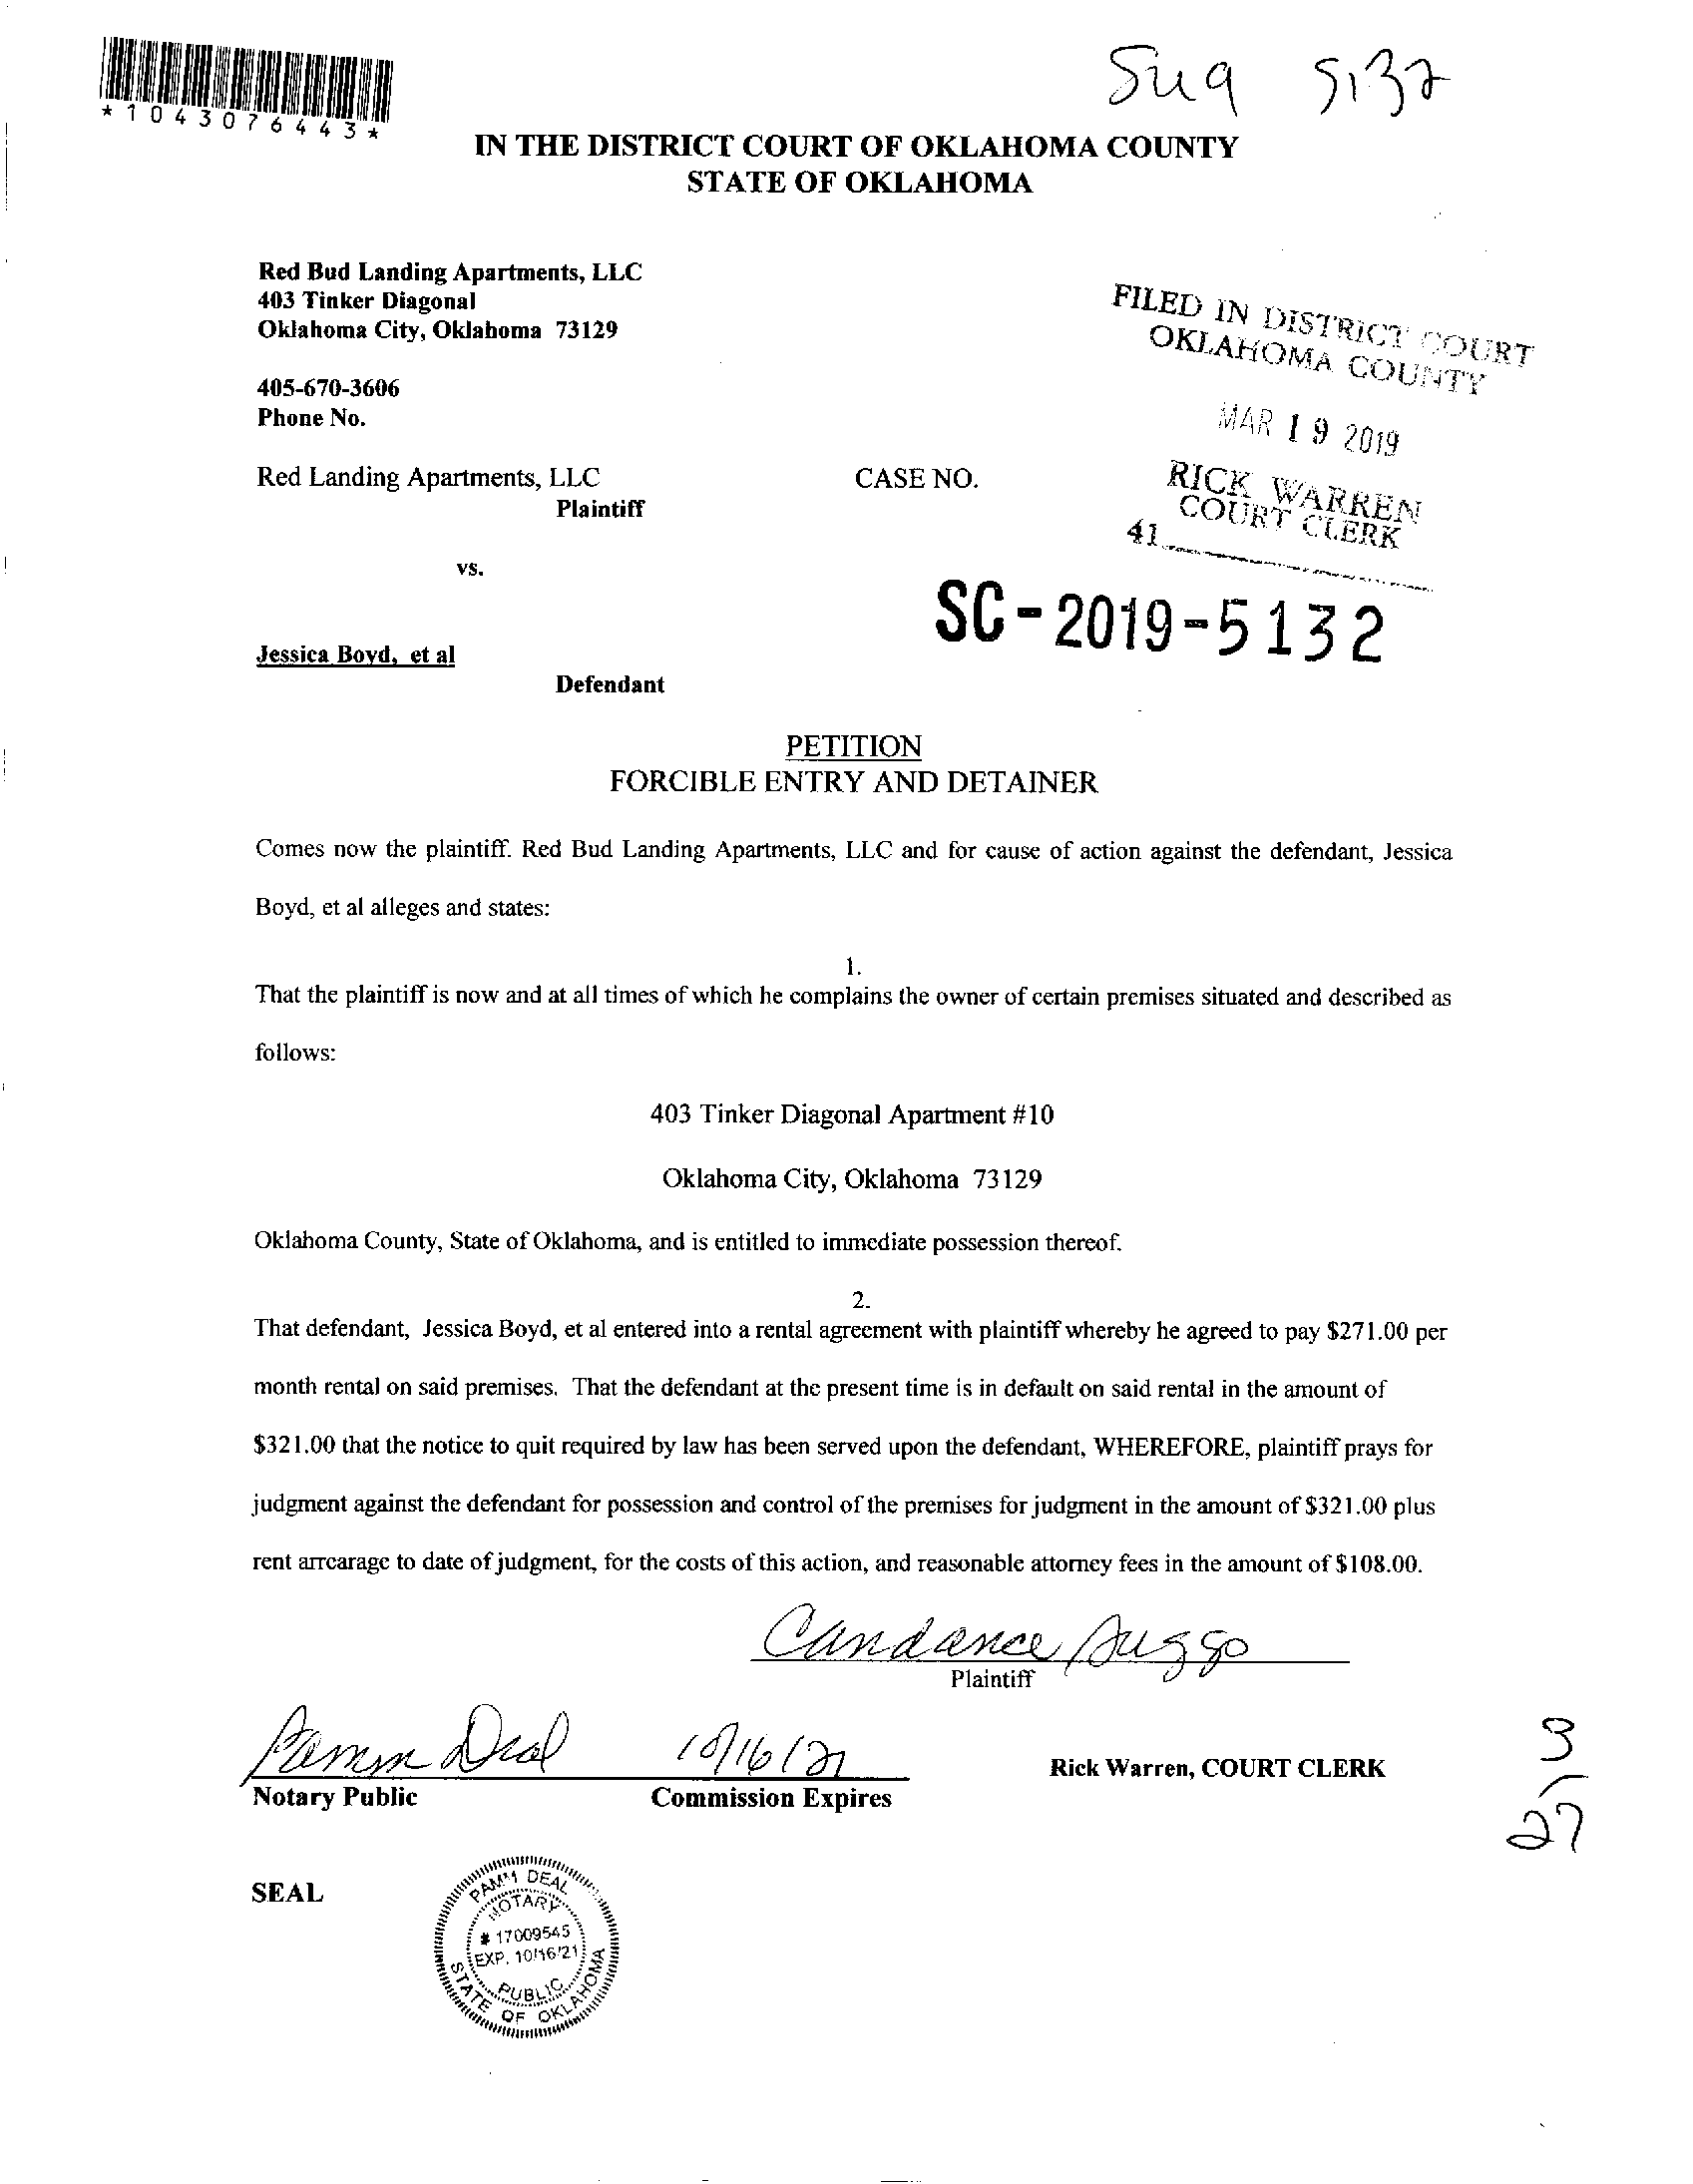 *1043076443*
5132
IN THE DISTRICT COURT OF OKLAHOMA COUNTY
STATE OF OKLAHOMA
Red Bud Landing Apartments, LLC
403 Tinker Diagonal
Oklahoma City, Oklahoma 73129
FILED IN DISTRICT COURT
OKLAHOMA COUNTY
405-670-3606
Phone No.
MAR 19 2019
Red Landing Apartments, LLC
Plaintiff
CASE NO.
RICK WARREN
COURT CLERK
41
vs.
SC-2019-5132
Jessica Boyd, et al
Defendant
PETITION
FORCIBLE ENTRY AND DETAINER
Comes now the plaintiff. Red Bud Landing Apartments, LLC and for cause of action against the defendant, Jessica
Boyd, et al alleges and states:
1.
That the plaintiff is now and at all times of which he complains the owner of certain premises situated and described as
follows:
403 Tinker Diagonal Apartment #10
Oklahoma City, Oklahoma 73129
Oklahoma County, State of Oklahoma, and is entitled to immediate possession thereof.
2.
That defendant, Jessica Boyd, et al entered into a rental agreement with plaintiff whereby he agreed to pay $271.00 per
month rental on said premises. That the defendant at the present time is in default on said rental in the amount of
$321.00 that the notice to quit required by law has been served upon the defendant, WHEREFORE, plaintiff prays for
judgment against the defendant for possession and control of the premises for judgment in the amount of $321.00 plus
rent arrearage to date of judgment, for the costs of this action, and reasonable attorney fees in the amount of $108.00.
Candance Suggs
Plaintiff
Pamm Deal 10/16/21
Notary Public
Commission Expires
Rick Warren, COURT CLERK
3/27
SEAL
PAM'M DEAL
NOTARY
# 17009545
EXP. 10/16/21
PUBLIC
STATE OF OKLAHOMA